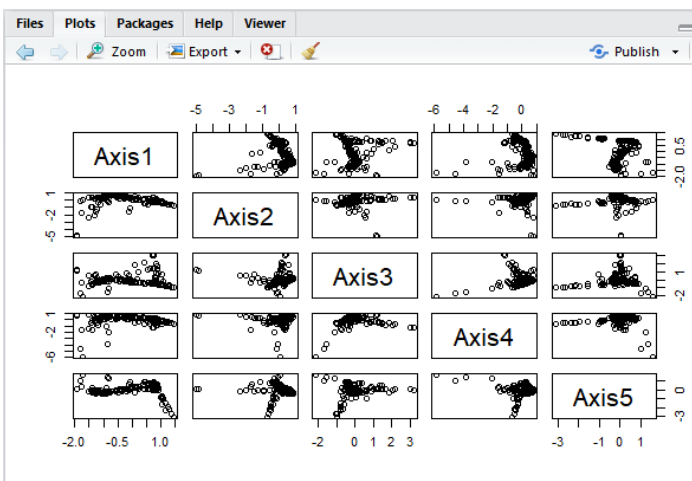 Files Plots Packages Help Viewer
Zoom Export Publish
-5 -3 -1 1 -6 -4 -2 0
Axis1
-2.0 0.5
Axis2
-5 -2 1
Axis3
-2 2
Axis4
-6 -2 1
Axis5
-3 0
-2.0 -0.5 1.0 -2 0 1 2 3 -3 -1 0 1